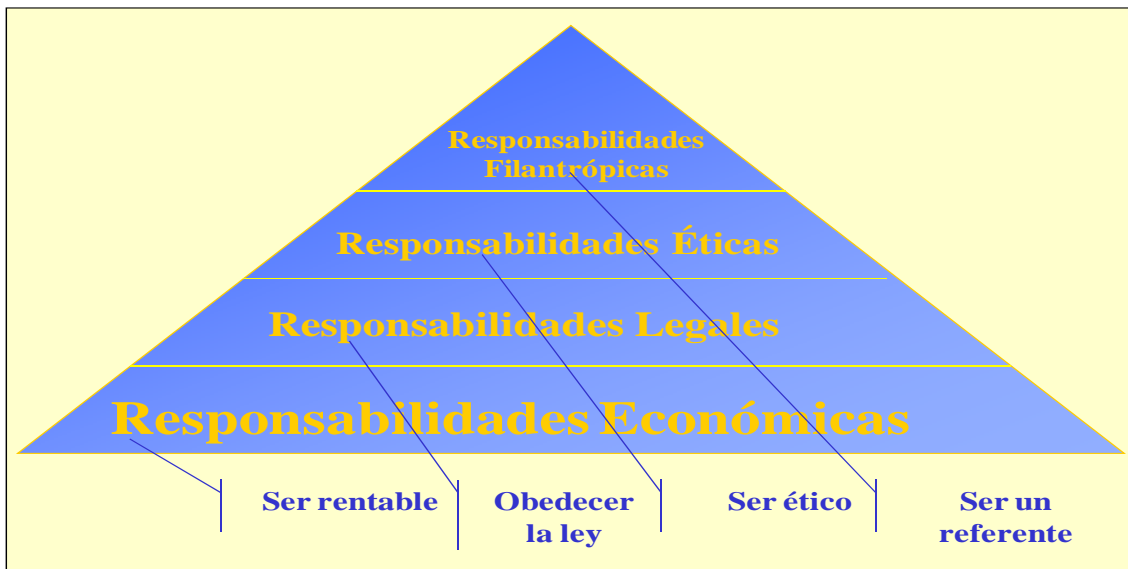 Responsabilidades
Filantrópicas
Responsabilidades Éticas
Responsabilidades Legales
Responsabilidades Económicas
Ser rentable
Obedecer
la ley
Ser ético
Ser un
referente